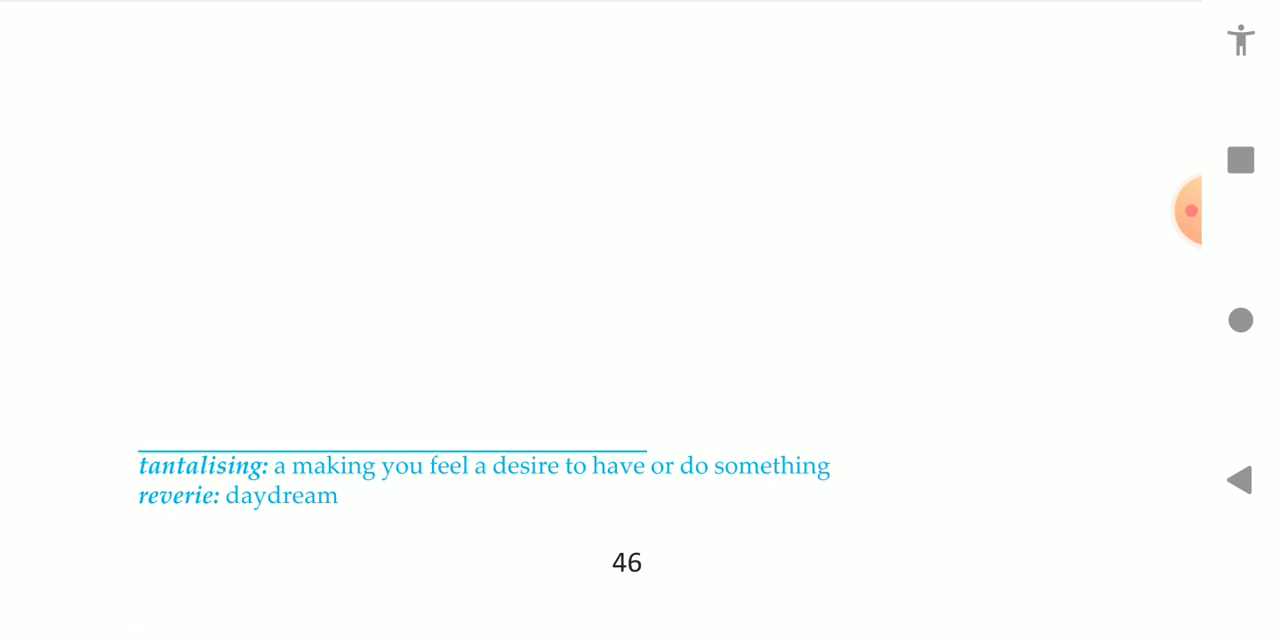 tantalising: a making you feel a desire to have or do something
reverie: daydream
46